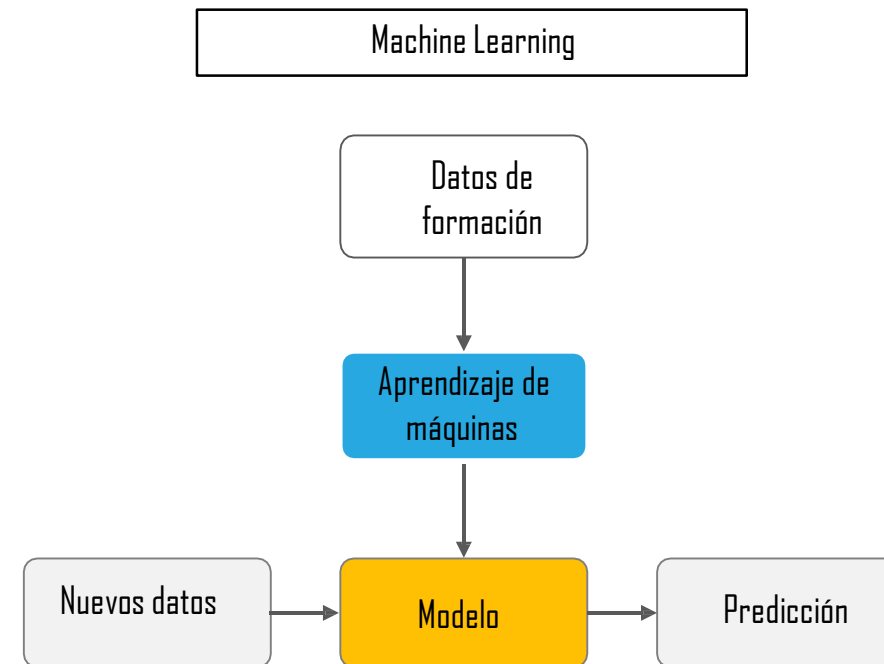 Machine Learning
Datos de
formación
Aprendizaje de
máquinas
Nuevos datos
Modelo
Predicción